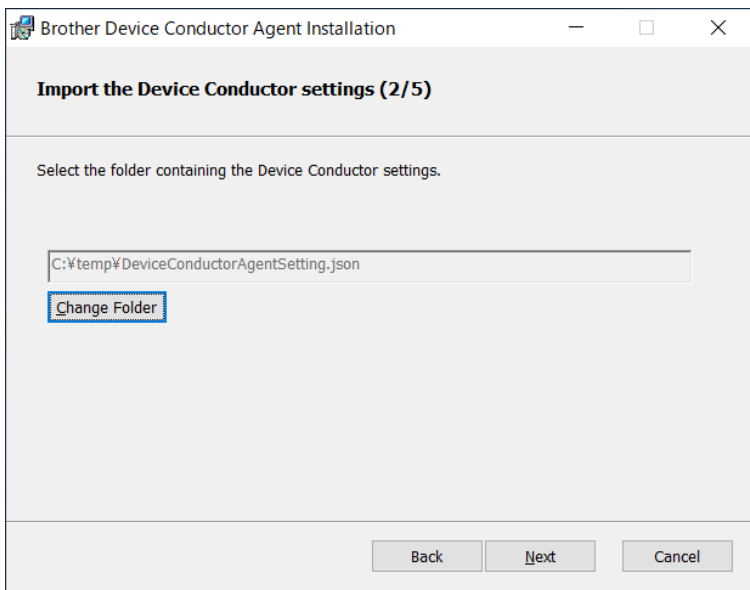 Brother Device Conductor Agent Installation
Import the Device Conductor settings (2/5)
Select the folder containing the Device Conductor settings.
C:¥temp¥DeviceConductorAgentSetting.json
Change Folder
Back Next Cancel